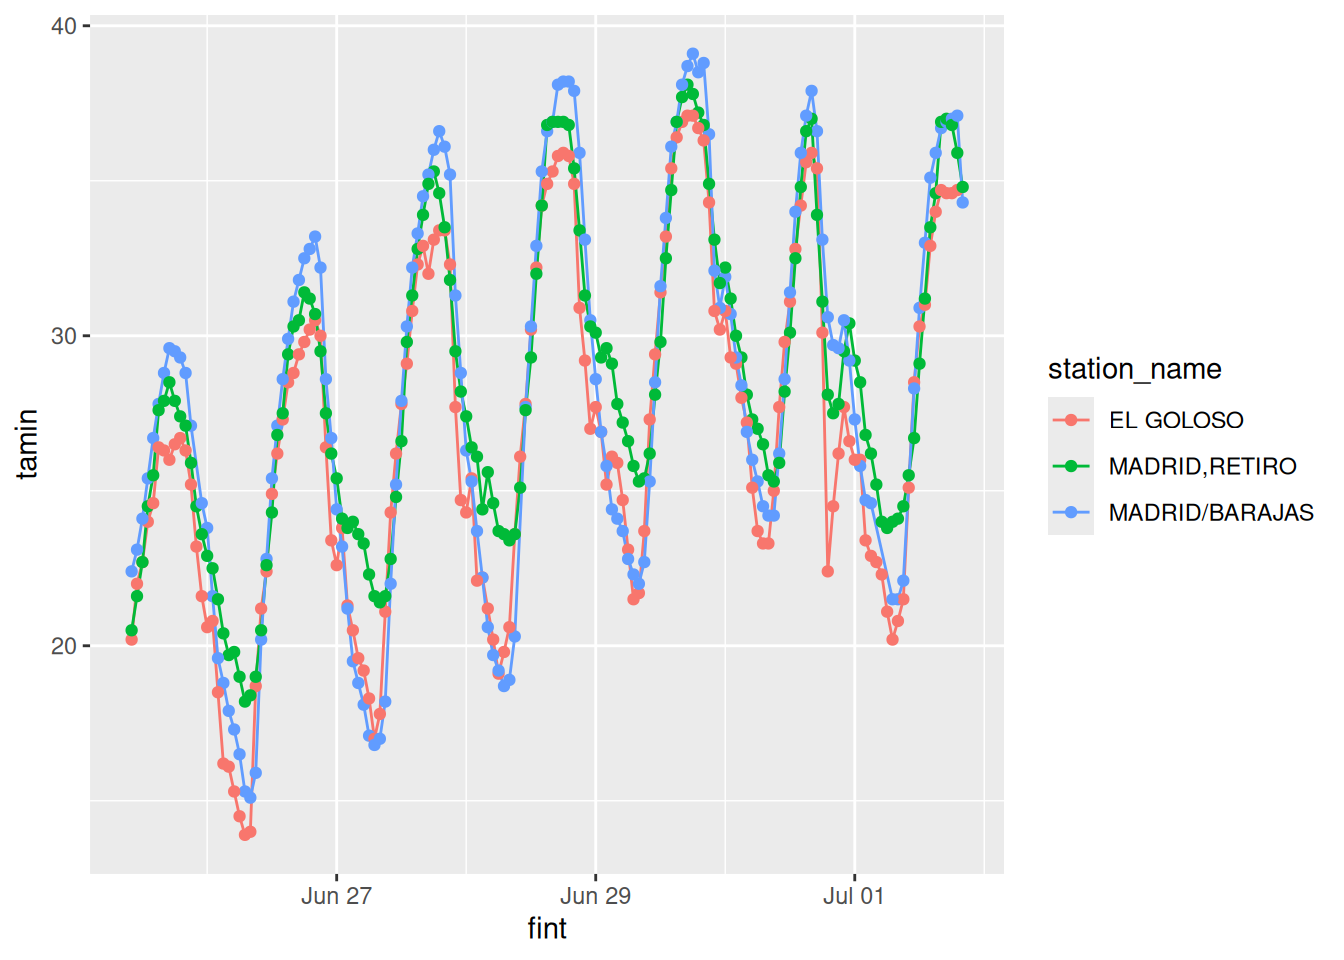 40
30
20
tamin
Jun 27
Jun 29
Jul 01
fint
station_name
EL GOLOSO
MADRID,RETIRO
MADRID/BARAJAS